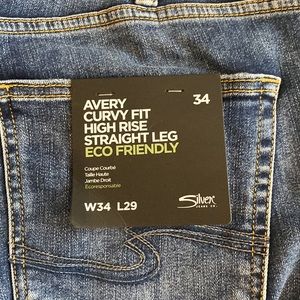 AVERY 34
CURVY FIT
HIGH RISE
STRAIGHT LEG
ECO FRIENDLY
Coupe Courbé
Taille Haute
Jambe Droit
Écoresponsable
W34 L29
Silver
JEANS CO.